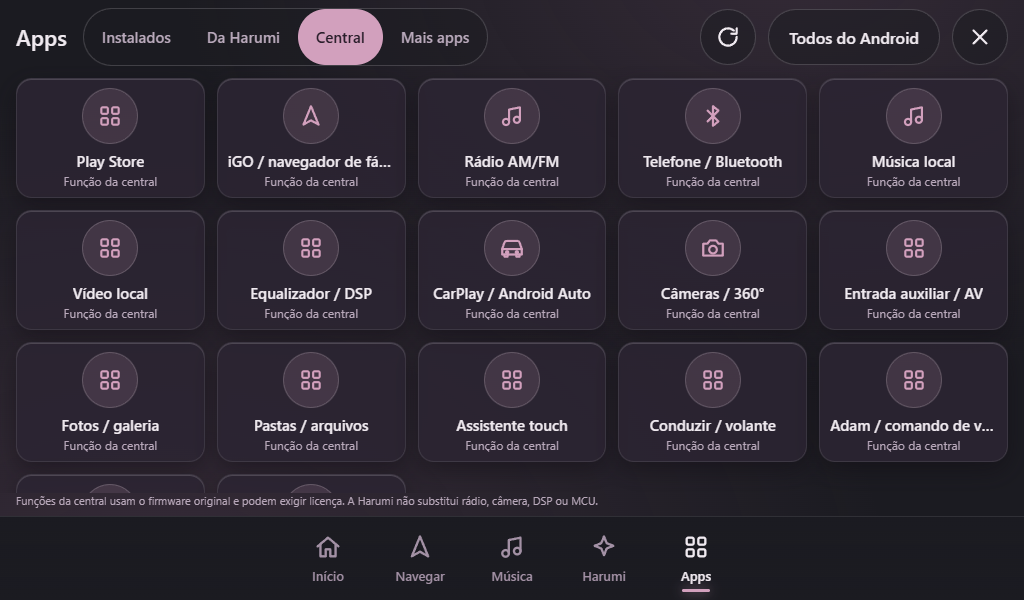 Apps
Instalados
Da Harumi
Central
Mais apps
Todos do Android
Play Store
Função da central
iGO / navegador de fá...
Função da central
Rádio AM/FM
Função da central
Telefone / Bluetooth
Função da central
Música local
Função da central
Vídeo local
Função da central
Equalizador / DSP
Função da central
CarPlay / Android Auto
Função da central
Câmeras / 360°
Função da central
Entrada auxiliar / AV
Função da central
Fotos / galeria
Função da central
Pastas / arquivos
Função da central
Assistente touch
Função da central
Conduzir / volante
Função da central
Adam / comando de v...
Função da central
Funções da central usam o firmware original e podem exigir licença. A Harumi não substitui rádio, câmera, DSP ou MCU.
Início
Navegar
Música
Harumi
Apps